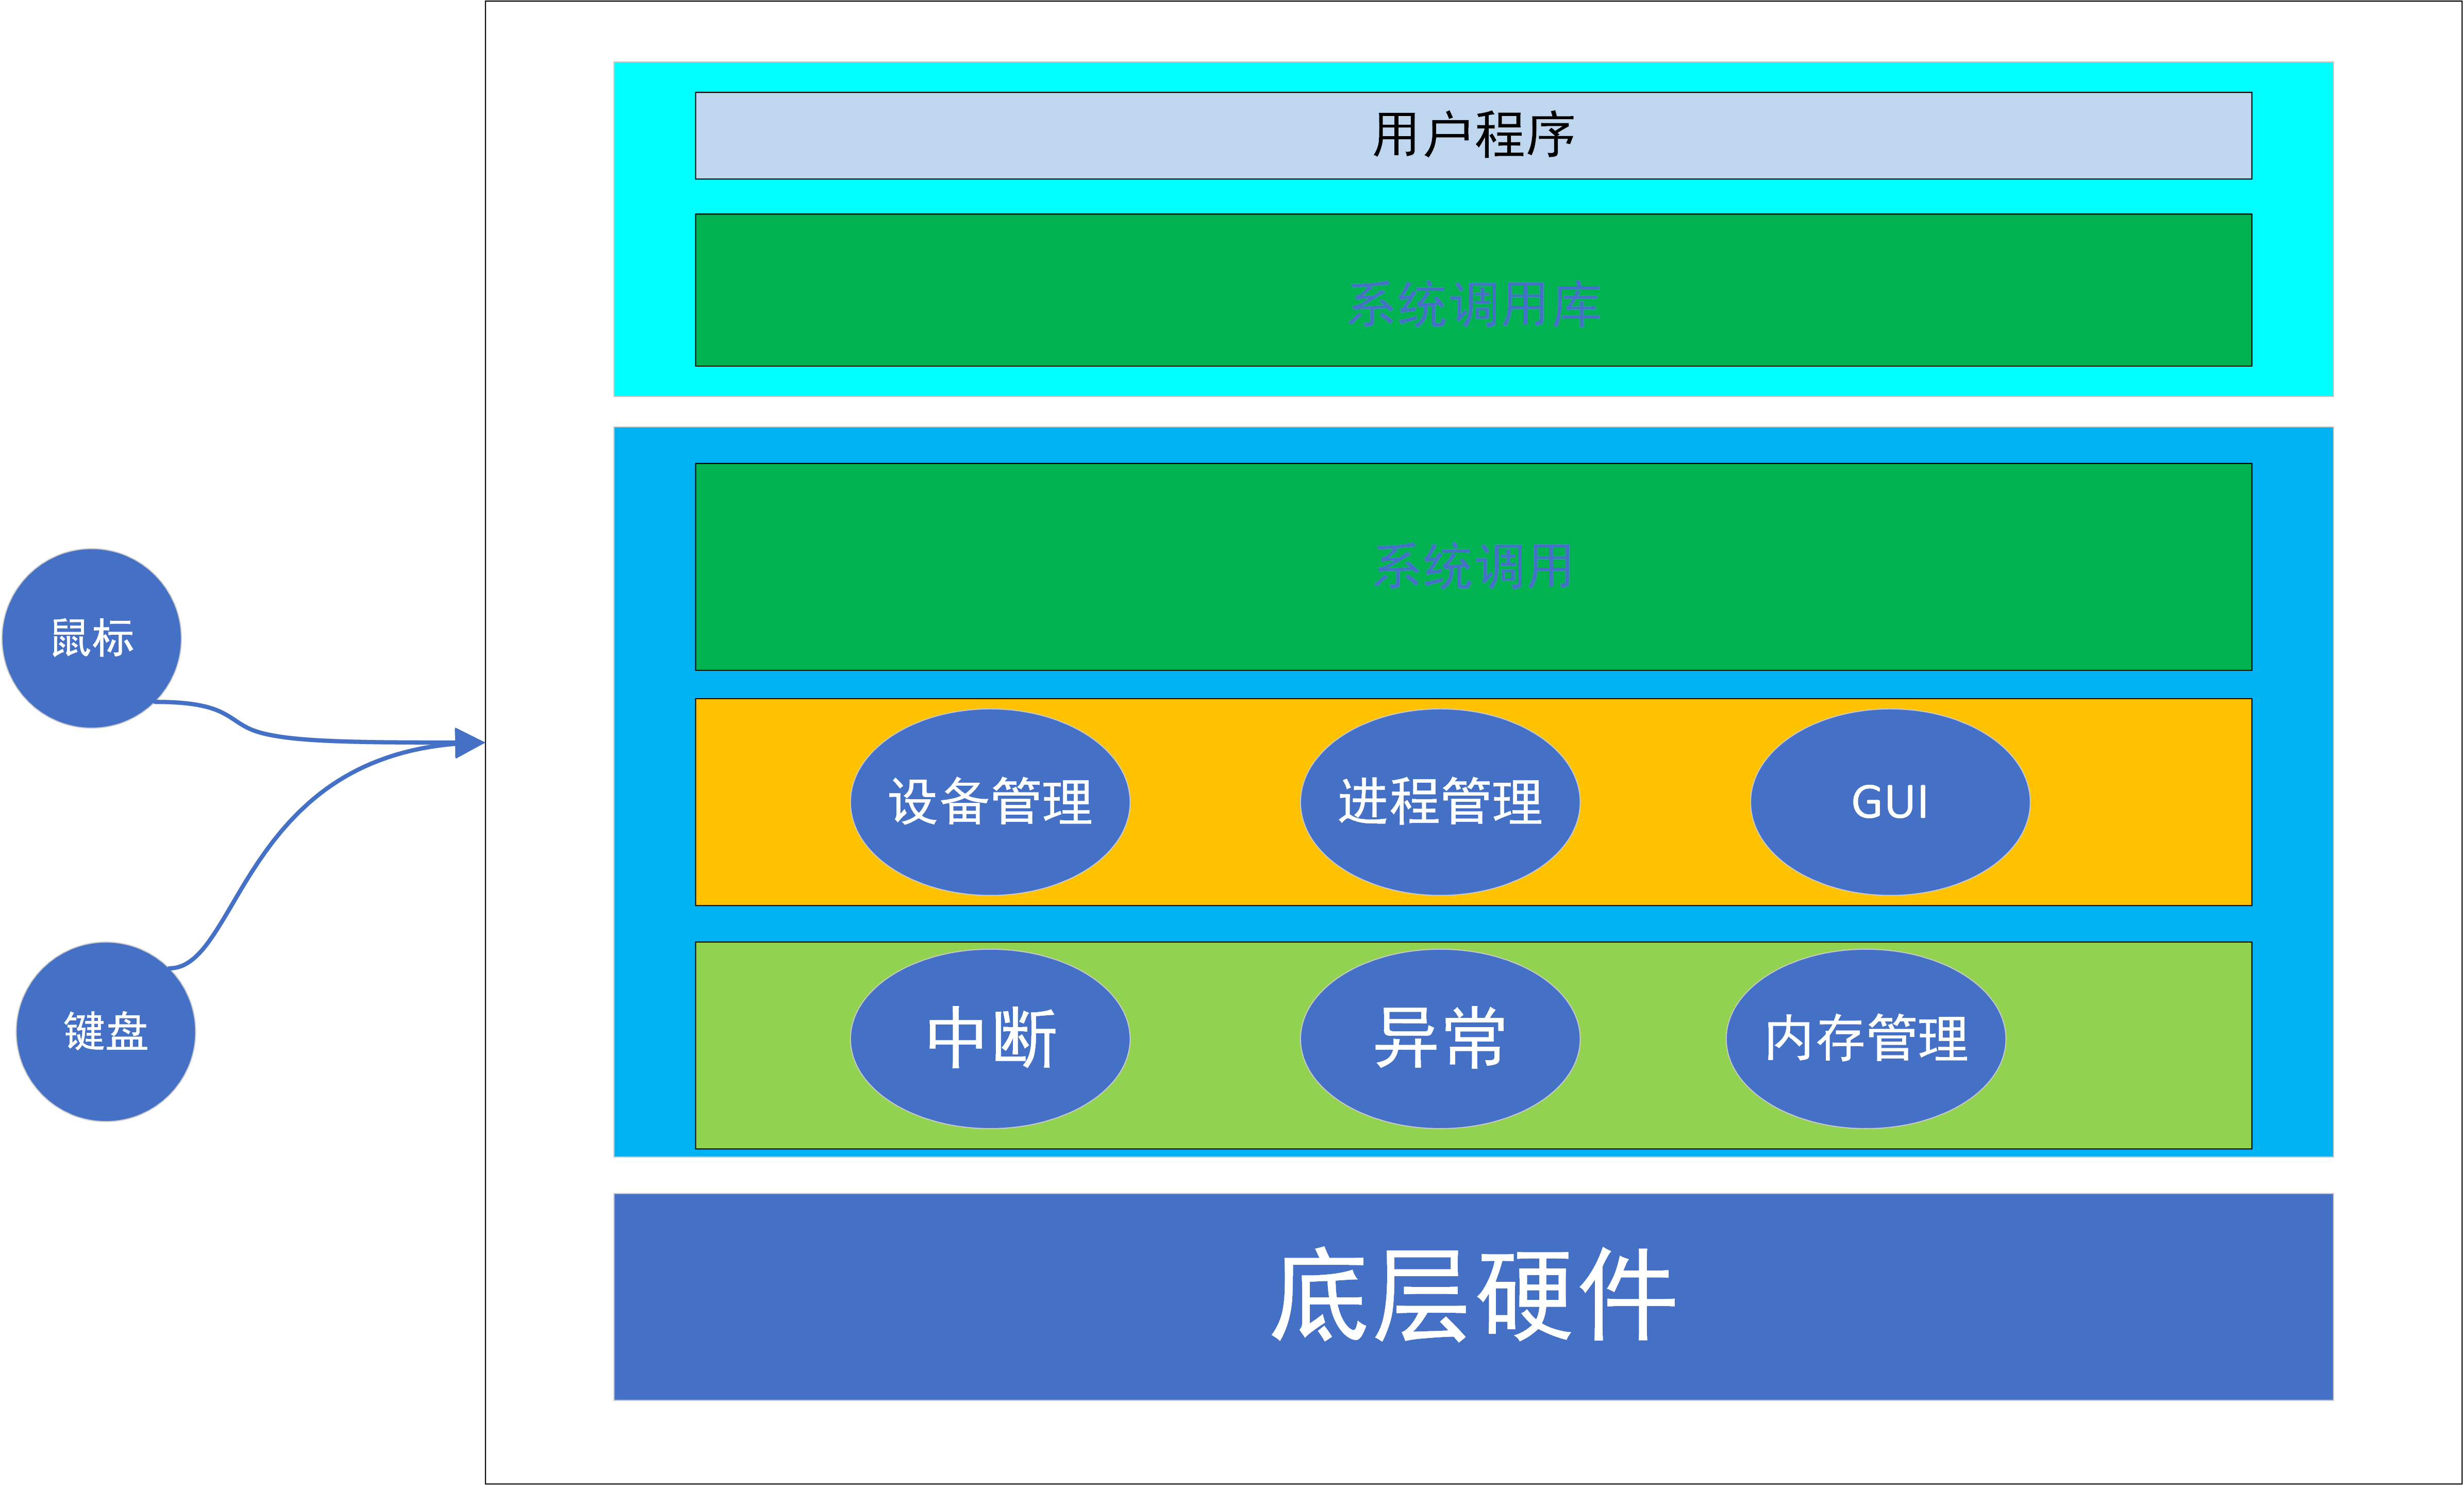 用户程序
系统调用库
系统调用
鼠标
设备管理
进程管理
GUI
键盘
中断
异常
内存管理
底层硬件